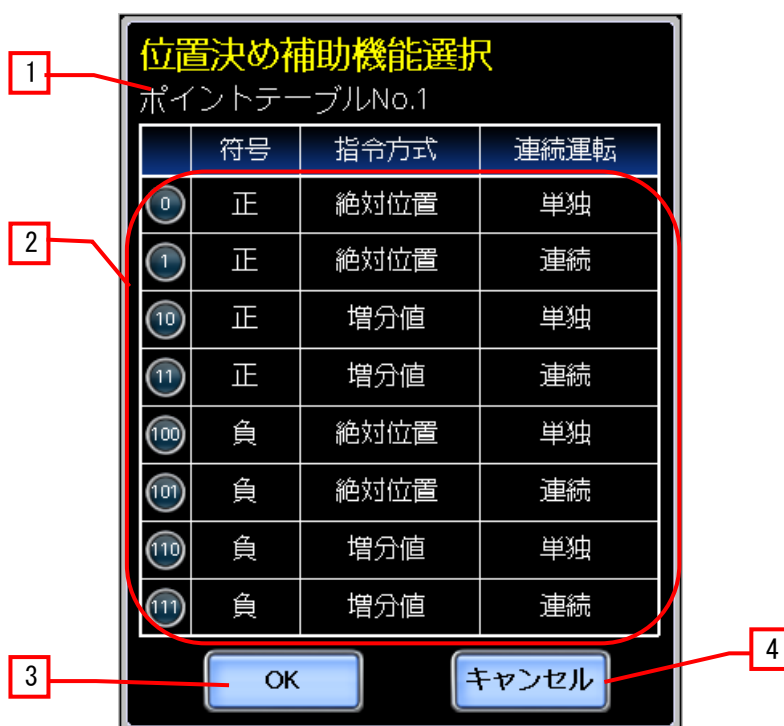 位置決め補助機能選択
1
ポイントテーブルNo.1
符号 指令方式 連続運転
0 正 絶対位置 単独
2
1 正 絶対位置 連続
10 正 増分値 単独
11 正 増分値 連続
100 負 絶対位置 単独
101 負 絶対位置 連続
110 負 増分値 単独
111 負 増分値 連続
3 OK キャンセル 4